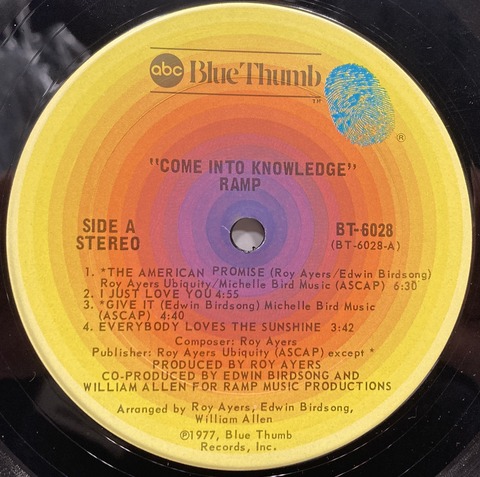 abc Blue Thumb
TM
®
"COME INTO KNOWLEDGE"
RAMP
SIDE A
STEREO
BT-6028
(BT-6028-A)
1. *THE AMERICAN PROMISE (Roy Ayers/Edwin Birdsong)
Roy Ayers Ubiquity/Michelle Bird Music (ASCAP) 6:30
2. I JUST LOVE YOU 4:55
3. *GIVE IT (Edwin Birdsong) Michelle Bird Music
(ASCAP) 4:40
4. EVERYBODY LOVES THE SUNSHINE 3:42
Composer: Roy Ayers
Publisher: Roy Ayers Ubiquity (ASCAP) except *
PRODUCED BY ROY AYERS
CO-PRODUCED BY EDWIN BIRDSONG AND
WILLIAM ALLEN FOR RAMP MUSIC PRODUCTIONS
Arranged by Roy Ayers, Edwin Birdsong,
William Allen
℗1977, Blue Thumb
Records, Inc.